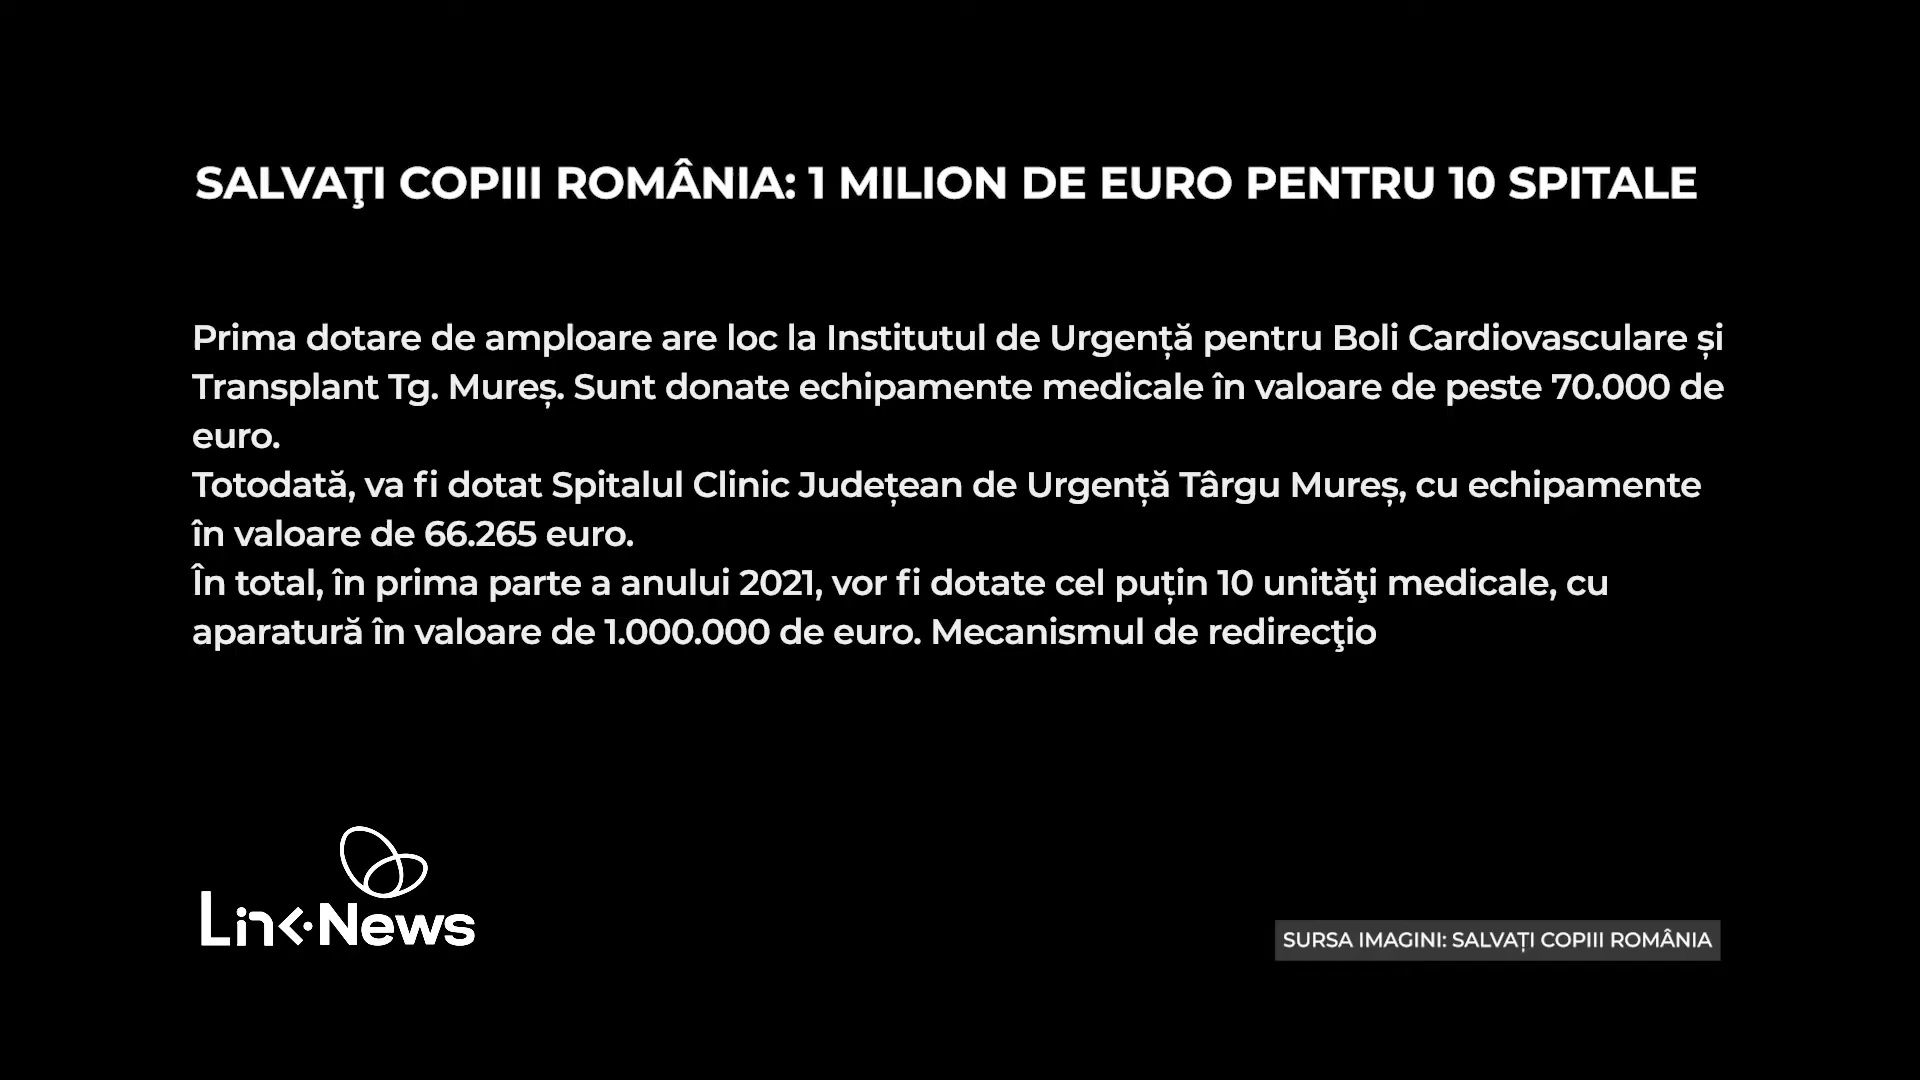 SALVAŢI COPIII ROMÂNIA: 1 MILION DE EURO PENTRU 10 SPITALE
Prima dotare de amploare are loc la Institutul de Urgență pentru Boli Cardiovasculare și
Transplant Tg. Mureș. Sunt donate echipamente medicale în valoare de peste 70.000 de
euro.
Totodată, va fi dotat Spitalul Clinic Județean de Urgență Târgu Mureș, cu echipamente
în valoare de 66.265 euro.
În total, în prima parte a anului 2021, vor fi dotate cel puțin 10 unităţi medicale, cu
aparatură în valoare de 1.000.000 de euro. Mecanismul de redirecţio
Link News
SURSA IMAGINI: SALVAȚI COPIII ROMÂNIA